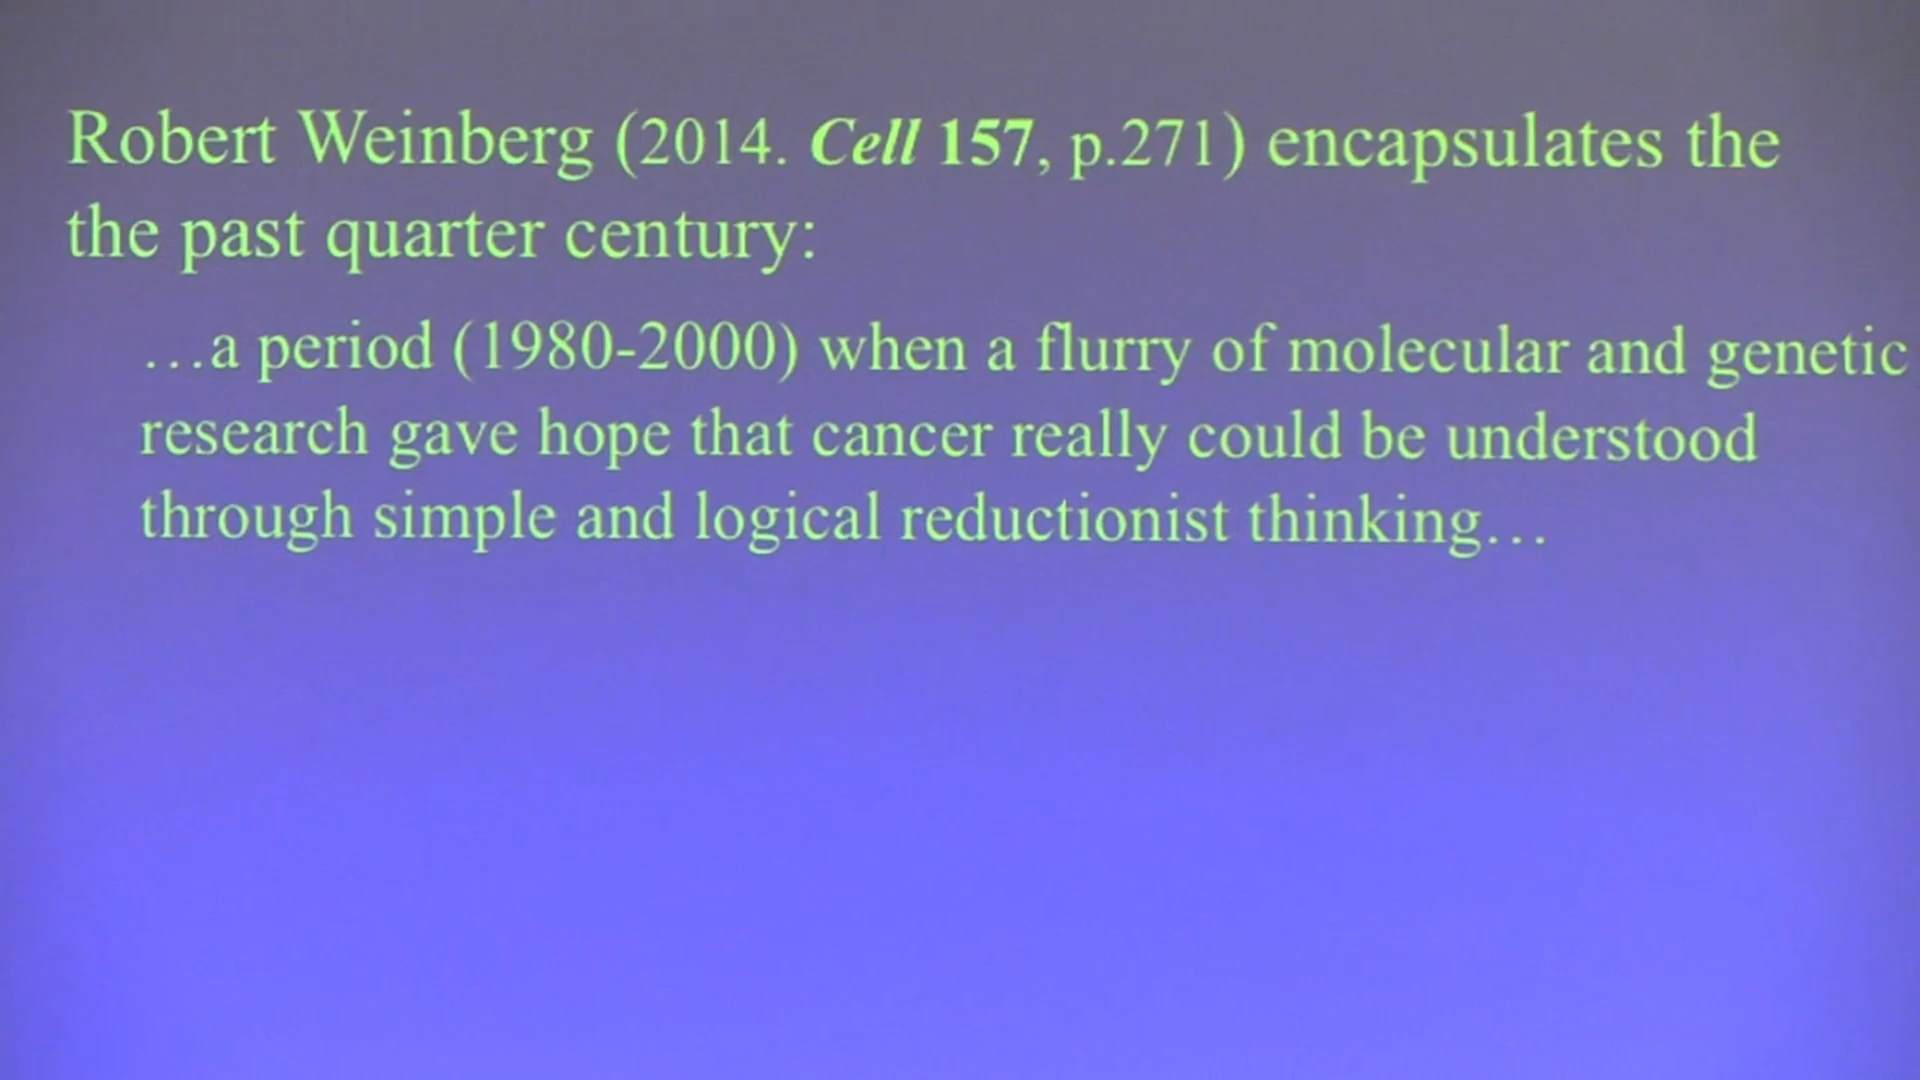 Robert Weinberg (2014. Cell 157, p.271) encapsulates the
the past quarter century:
…a period (1980-2000) when a flurry of molecular and genetic
research gave hope that cancer really could be understood
through simple and logical reductionist thinking…